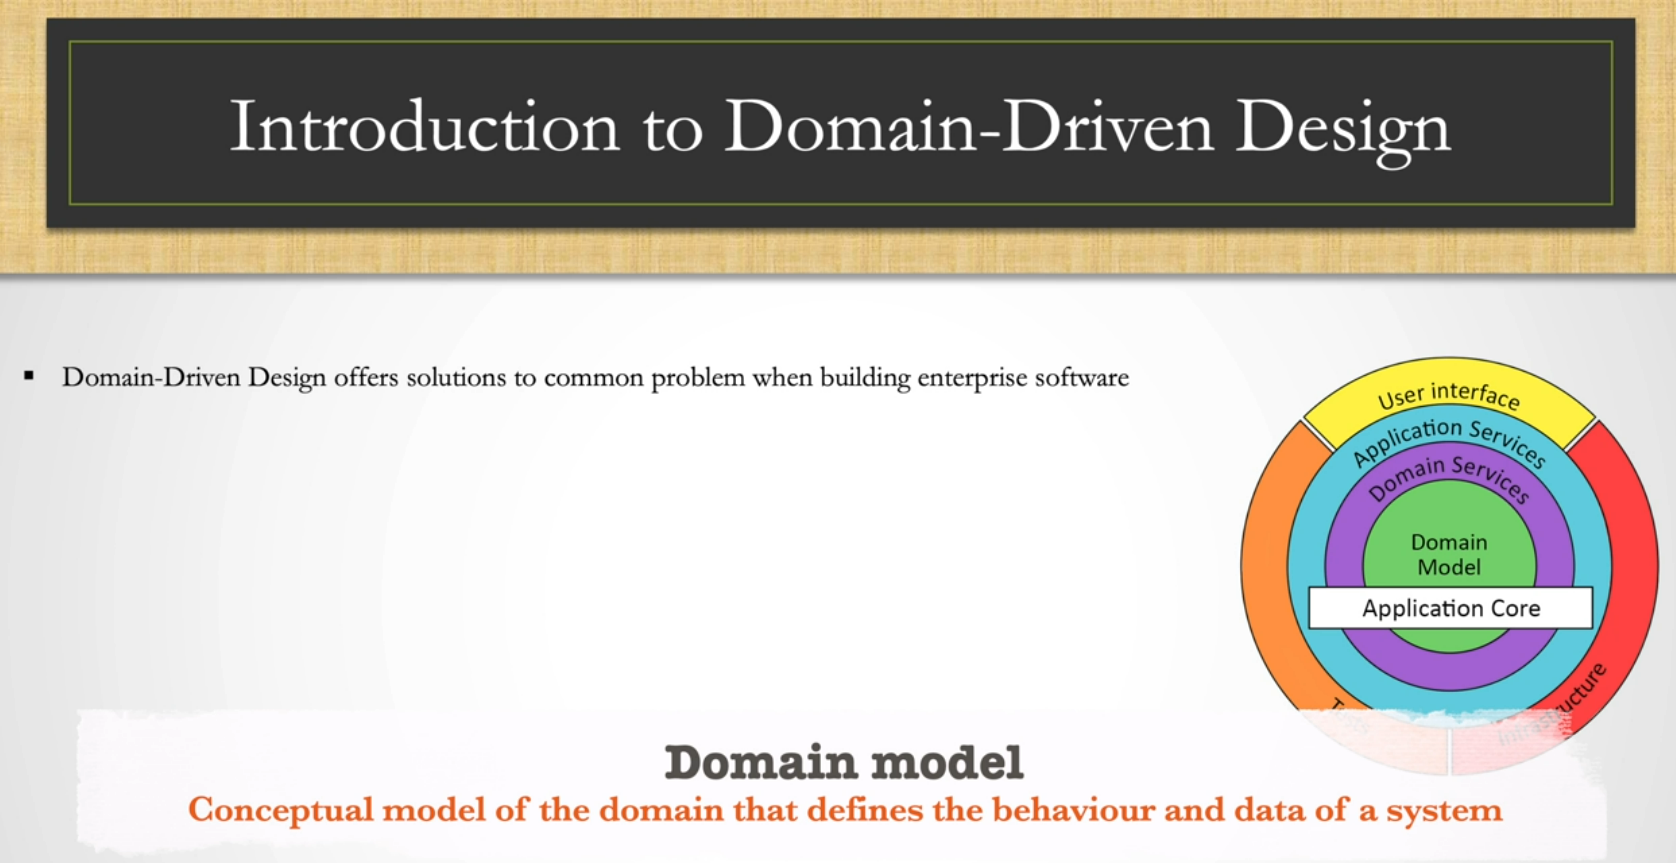 Introduction to Domain-Driven Design
▪ Domain-Driven Design offers solutions to common problem when building enterprise software
User interface
Application Services
Domain Services
Domain
Model
Application Core
Domain model
Conceptual model of the domain that defines the behaviour and data of a system